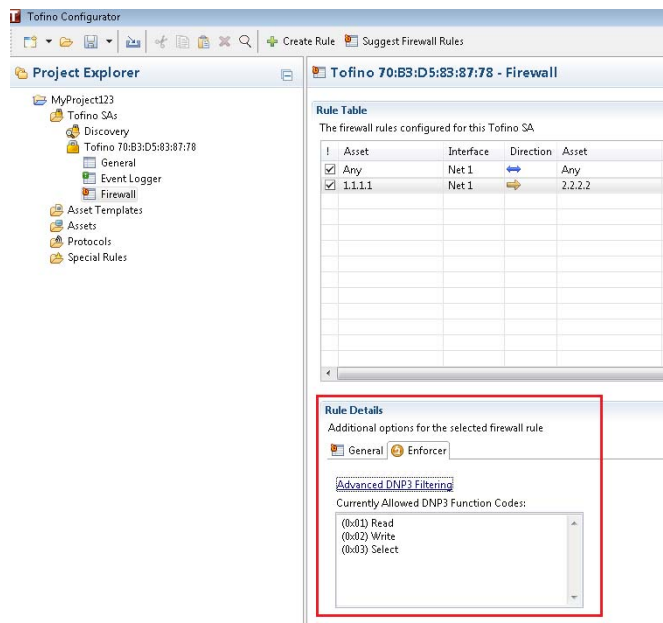 Tofino Configurator
Create Rule Suggest Firewall Rules
Project Explorer
MyProject123
Tofino SAs
Discovery
Tofino 70:B3:D5:83:87:78
General
Event Logger
Firewall
Asset Templates
Assets
Protocols
Special Rules
Tofino 70:B3:D5:83:87:78 - Firewall
Rule Table
The firewall rules configured for this Tofino SA
! Asset Interface Direction Asset
Any Net 1 Any
1.1.1.1 Net 1 2.2.2.2
Rule Details
Additional options for the selected firewall rule
General Enforcer
Advanced DNP3 Filtering
Currently Allowed DNP3 Function Codes:
(0x01) Read
(0x02) Write
(0x03) Select